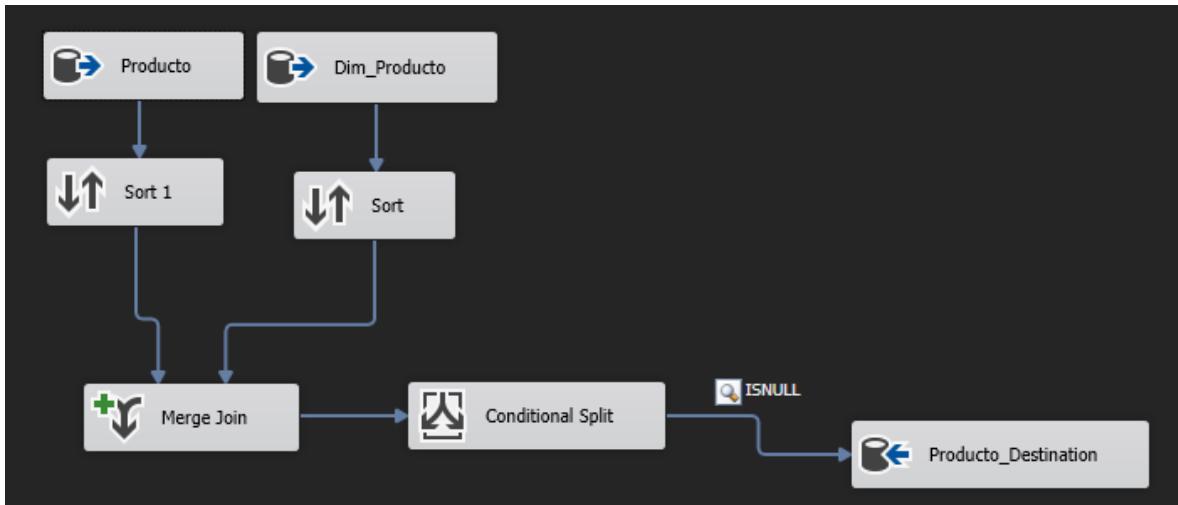 Producto
Dim_Producto
Sort 1
Sort
Merge Join
Conditional Split
ISNULL
Producto_Destination